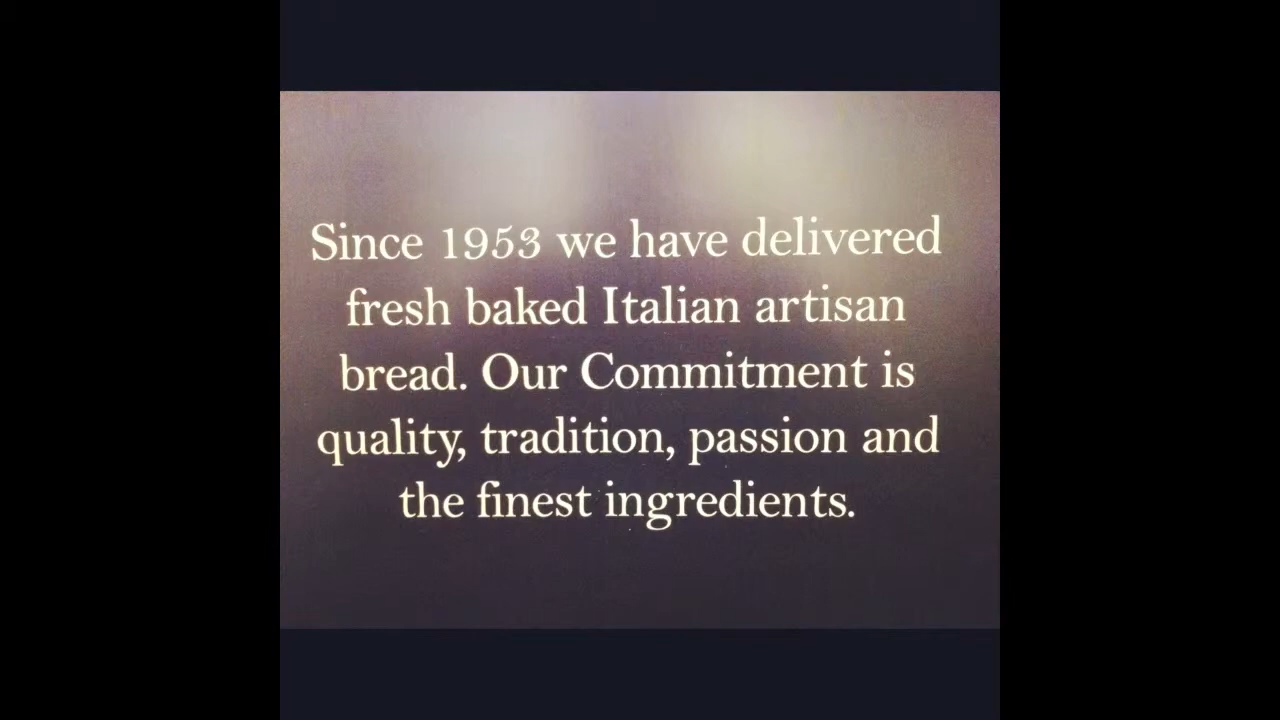 Since 1953 we have delivered
fresh baked Italian artisan
bread. Our Commitment is
quality, tradition, passion and
the finest ingredients.